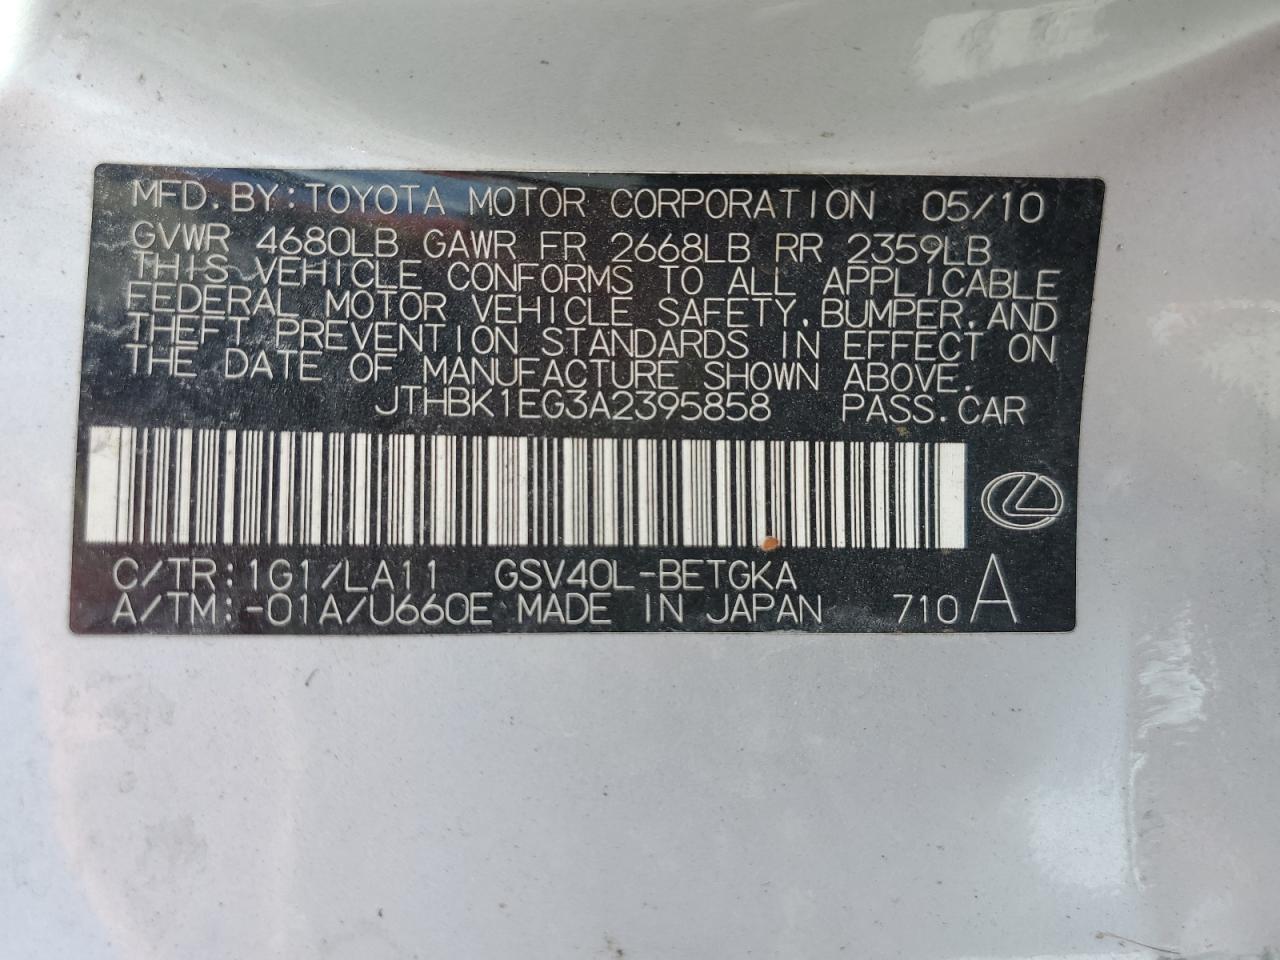 MFD.BY:TOYOTA MOTOR CORPORATION 05/10
GVWR 4680LB GAWR FR 2668LB RR 2359LB
THIS VEHICLE CONFORMS TO ALL APPLICABLE
FEDERAL MOTOR VEHICLE SAFETY,BUMPER,AND
THEFT PREVENTION STANDARDS IN EFFECT ON
THE DATE OF MANUFACTURE SHOWN ABOVE.
JTHBK1EG3A2395858 PASS.CAR
C/TR:1G1/LA11 GSV40L-BETGKA
A/TM:-01A/U660E MADE IN JAPAN 710 A